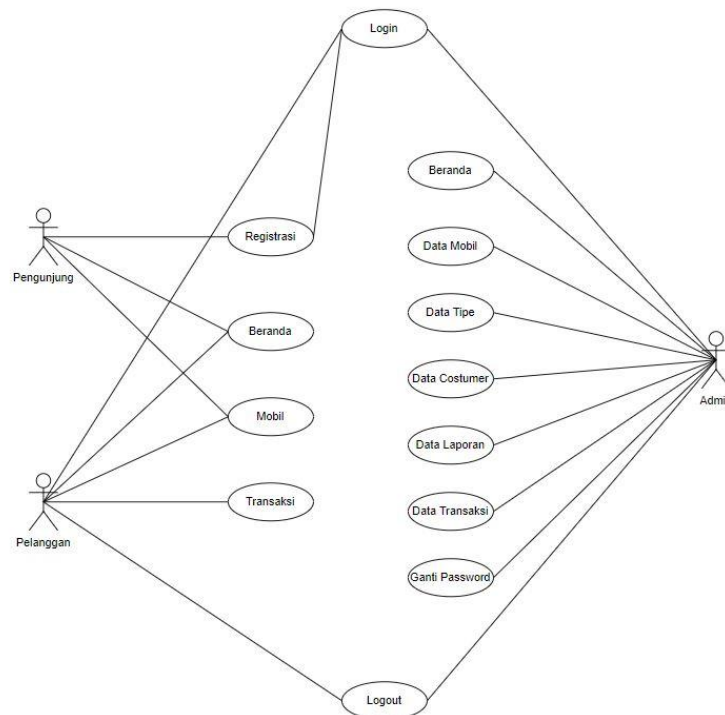 Login
Beranda
Registrasi
Data Mobil
Pengunjung
Data Tipe
Beranda
Data Costumer
Admi
Mobil
Data Laporan
Transaksi
Data Transaksi
Pelanggan
Ganti Password
Logout